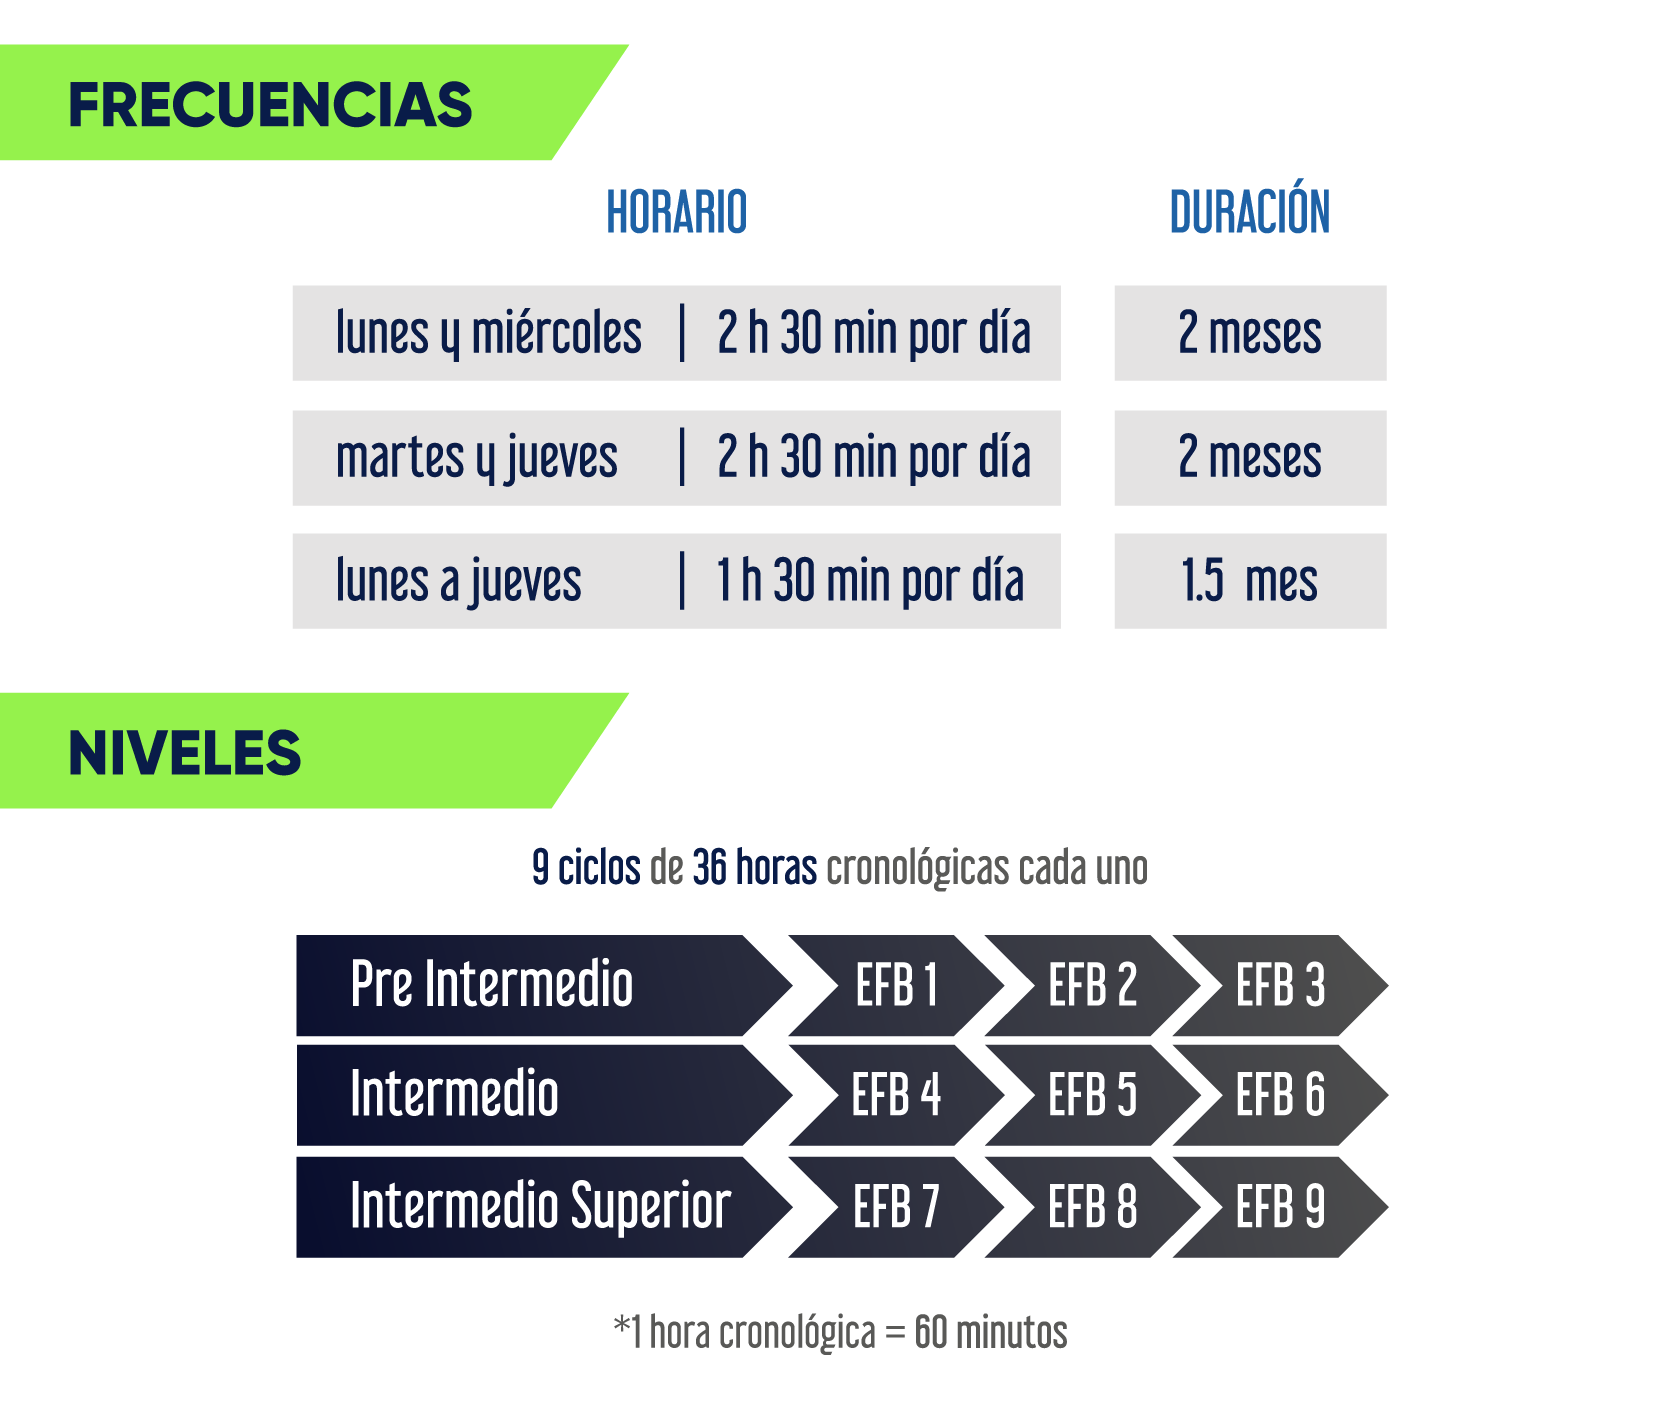 FRECUENCIAS
HORARIO DURACIÓN
lunes y miércoles | 2 h 30 min por día 2 meses
martes y jueves | 2 h 30 min por día 2 meses
lunes a jueves | 1 h 30 min por día 1.5 mes
NIVELES
9 ciclos de 36 horas cronológicas cada uno
Pre Intermedio EFB 1 EFB 2 EFB 3
Intermedio EFB 4 EFB 5 EFB 6
Intermedio Superior EFB 7 EFB 8 EFB 9
*1 hora cronológica = 60 minutos